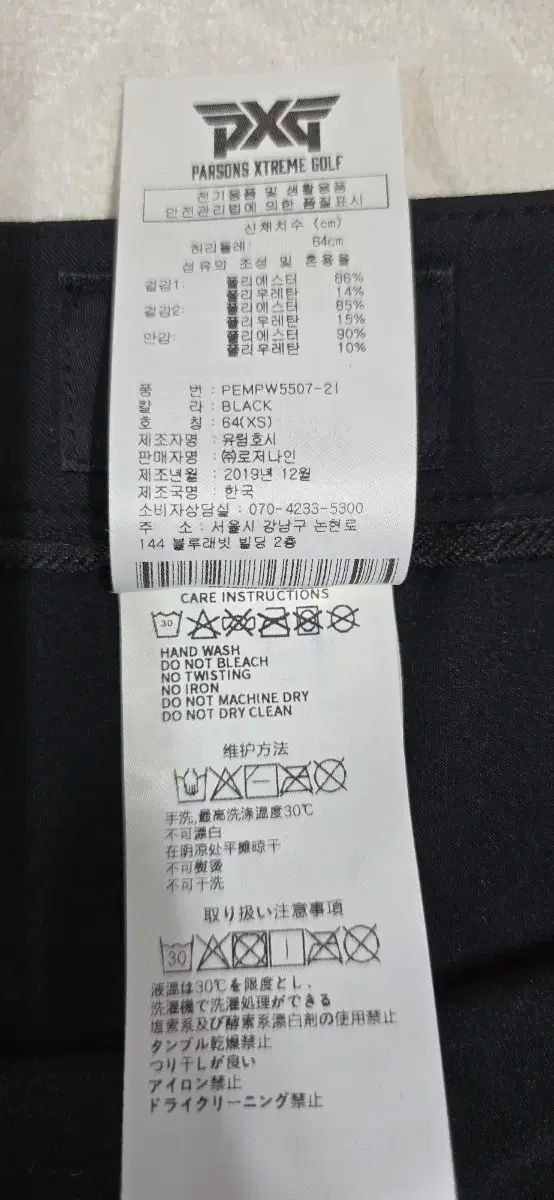 PXG
PARSONS XTREME GOLF
전기용품 및 생활용품
안전관리법에 의한 품질표시
신체치수 (cm)
허리둘레: 64cm
섬유의 조성 및 혼용율
겉감1: 폴리에스터 86%
폴리우레탄 14%
겉감2: 폴리에스터 85%
폴리우레탄 15%
안감: 폴리에스터 90%
폴리우레탄 10%
품 번 : PEMPW5507-21
칼 라 : BLACK
호 칭 : 64(XS)
제조자명 : 유림호시
판매자명 : ㈜로저나인
제조년월 : 2019년 12월
제조국명 : 한국
소비자상담실 : 070-4233-5300
주 소 : 서울시 강남구 논현로
144 블루래빗 빌딩 2층
CARE INSTRUCTIONS
30
HAND WASH
DO NOT BLEACH
NO TWISTING
NO IRON
DO NOT MACHINE DRY
DO NOT DRY CLEAN
维护方法
手洗,最高洗涤温度30℃
不可漂白
在阴凉处平摊晾干
不可熨烫
不可干洗
取り扱い注意事項
30
液温は30℃を限度とし、
洗濯機で洗濯処理ができる
塩素系及び酵素系漂白剤の使用禁止
タンブル乾燥禁止
つり干しが良い
アイロン禁止
ドライクリーニング禁止